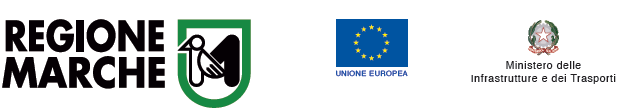 REGIONE
MARCHE
UNIONE EUROPEA
Ministero delle
Infrastrutture e dei Trasporti